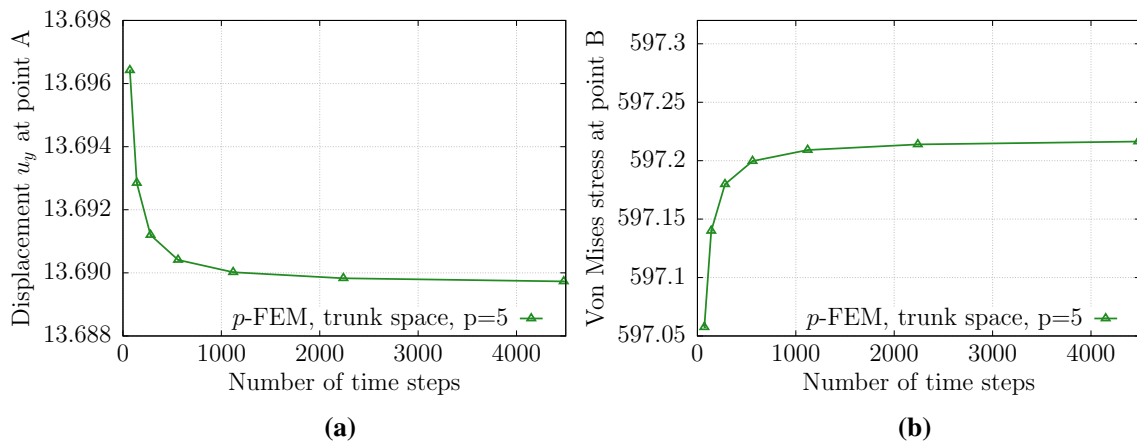 Displacement u_y at point A
13.698
13.696
13.694
13.692
13.690
13.688
0 1000 2000 3000 4000
Number of time steps
p-FEM, trunk space, p=5
(a)
Von Mises stress at point B
597.3
597.25
597.2
597.15
597.1
597.05
0 1000 2000 3000 4000
Number of time steps
p-FEM, trunk space, p=5
(b)